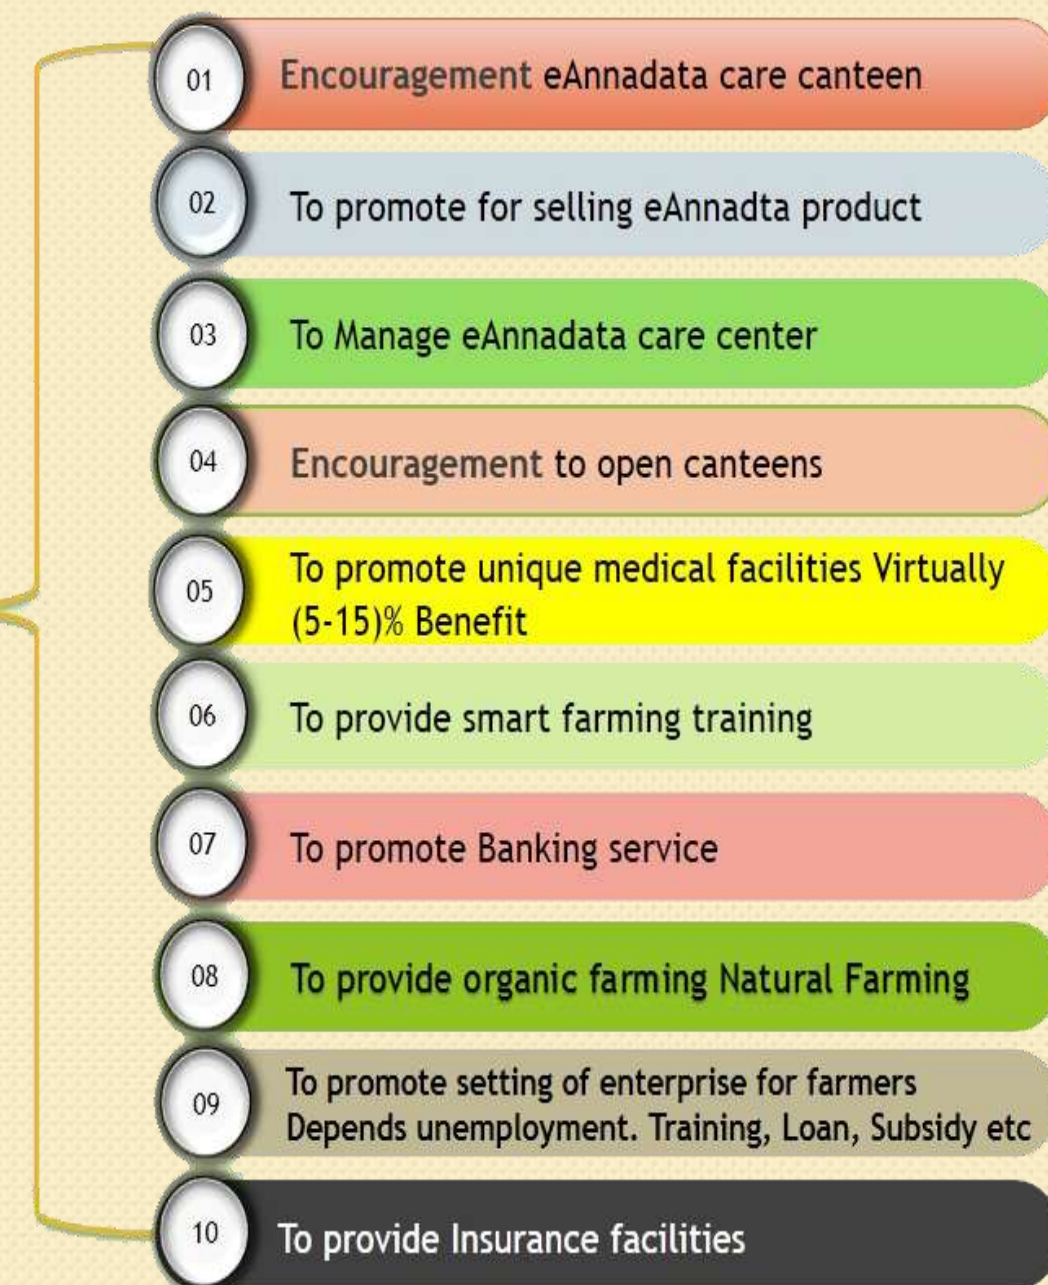 01 Encouragement eAnnadata care canteen
02 To promote for selling eAnnadta product
03 To Manage eAnnadata care center
04 Encouragement to open canteens
05 To promote unique medical facilities Virtually
(5-15)% Benefit
06 To provide smart farming training
07 To promote Banking service
08 To provide organic farming Natural Farming
09 To promote setting of enterprise for farmers
Depends unemployment. Training, Loan, Subsidy etc
10 To provide Insurance facilities